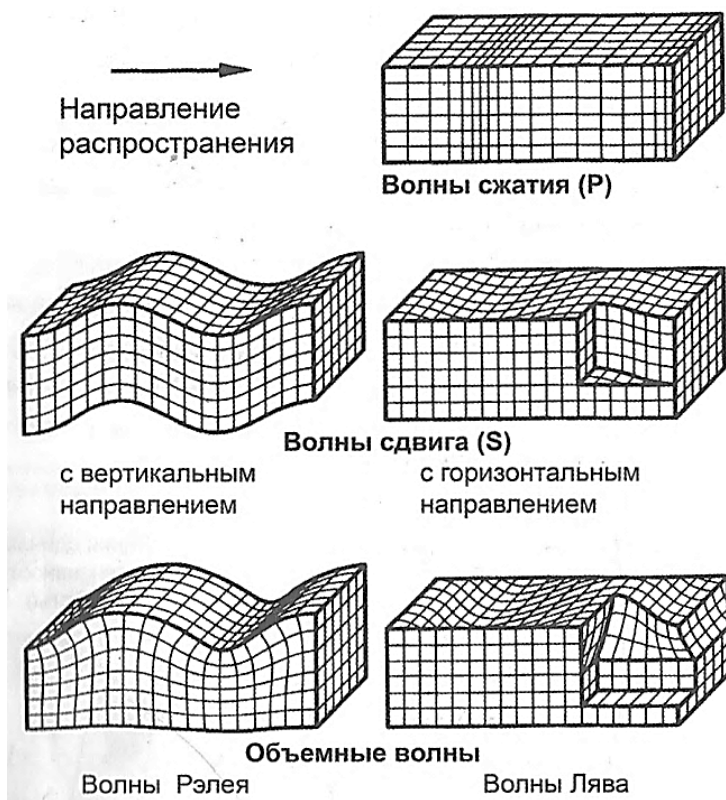 Направление
распространения
Волны сжатия (P)
Волны сдвига (S)
с вертикальным
направлением
с горизонтальным
направлением
Объемные волны
Волны Рэлея
Волны Лява